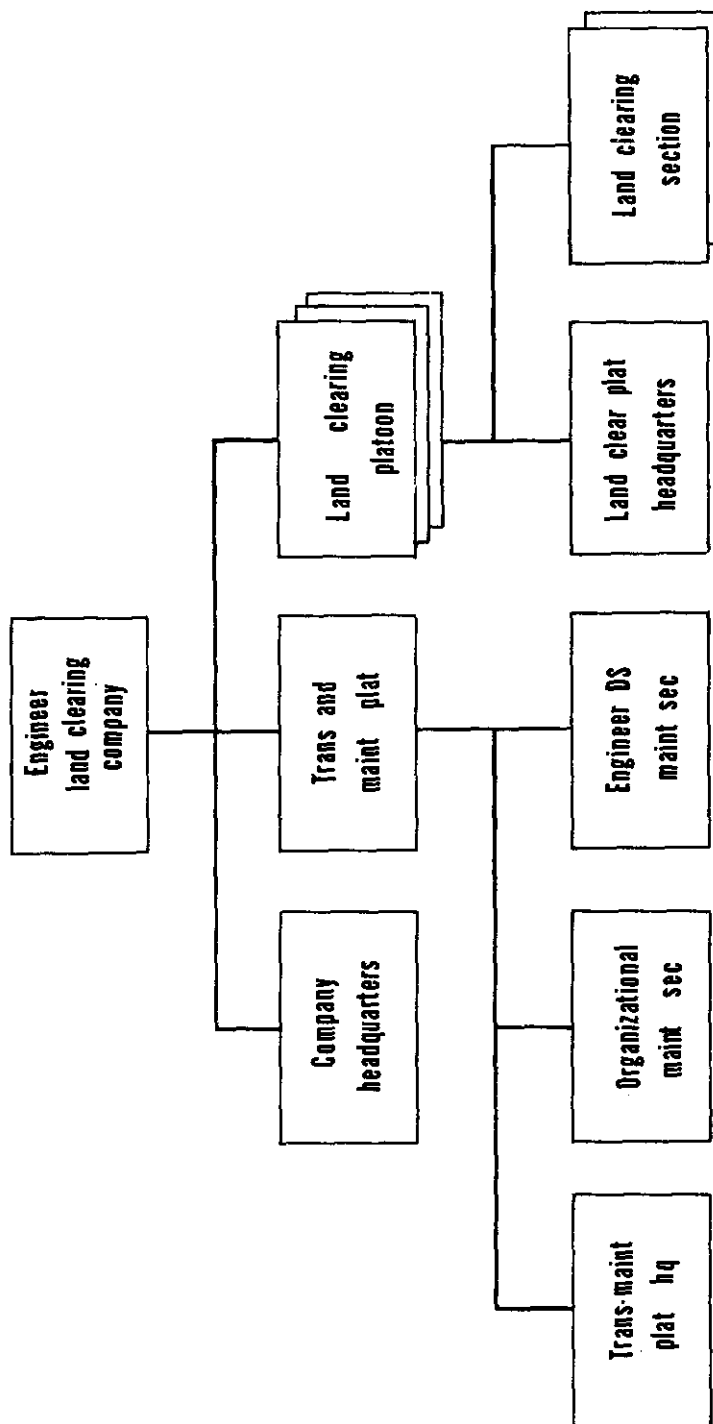 Engineer
land clearing
company
Company
headquarters
Trans and
maint plat
Land clearing
platoon
Trans-maint
plat hq
Organizational
maint sec
Engineer DS
maint sec
Land clear plat
headquarters
Land clearing
section